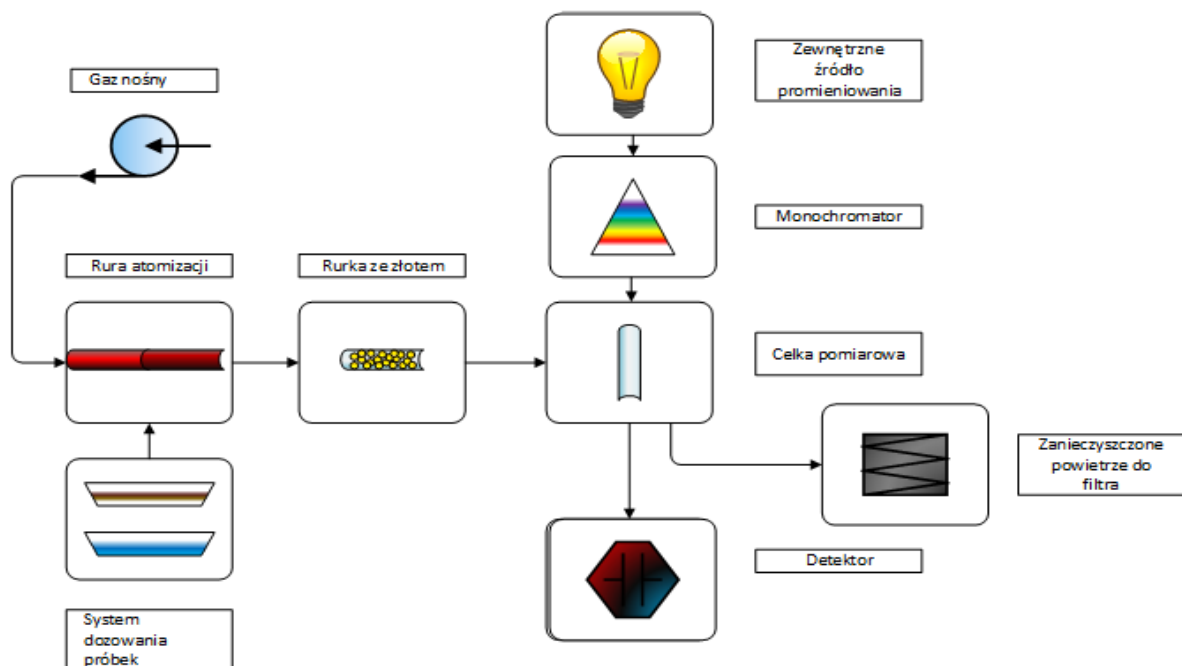 Gaz nośny
Zewnętrzne
źródło
promieniowania
Monochromator
Rura atomizacji
Rurka ze złotem
Celka pomiarowa
Zanieczyszczone
powietrze do
filtra
Detektor
System
dozowania
próbek